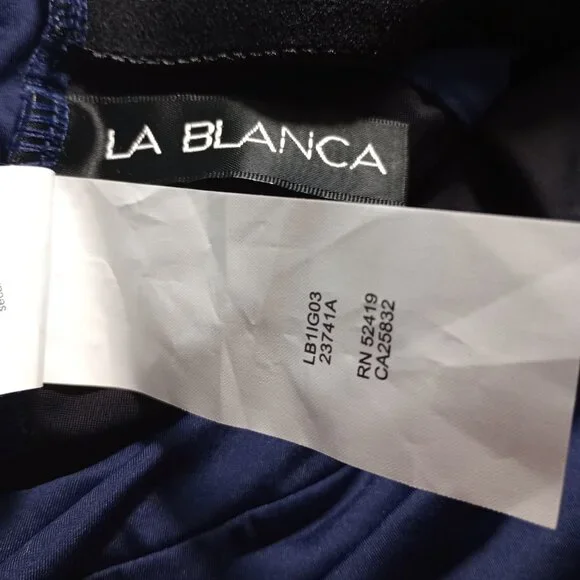 LA BLANCA
LB1IG03
23741A
RN 52419
CA25832